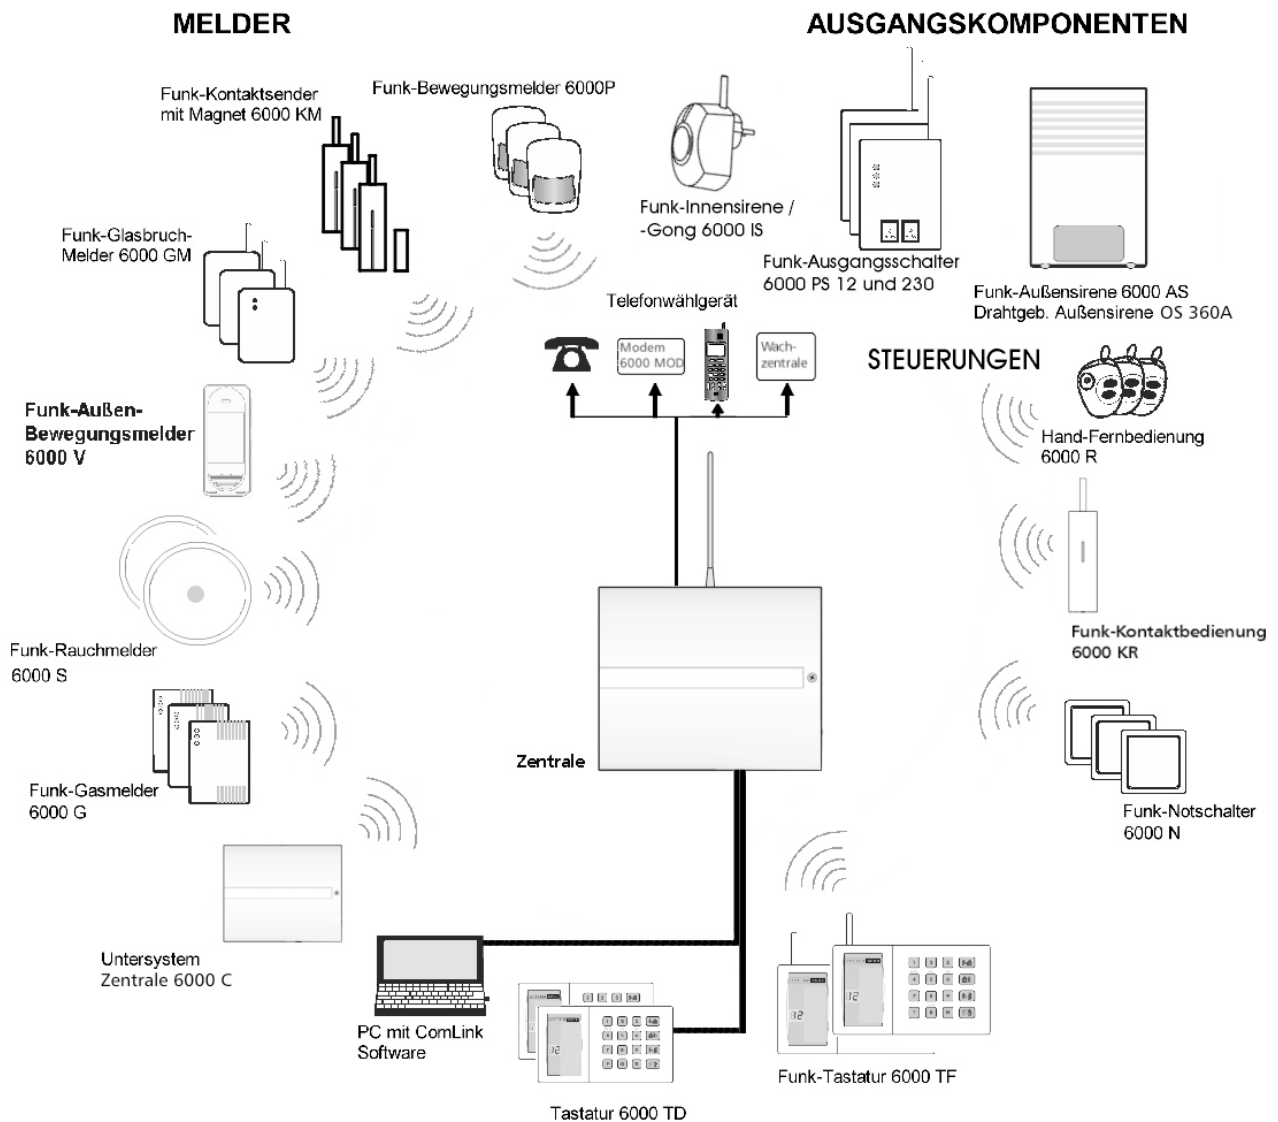 MELDER
AUSGANGSKOMPONENTEN
Funk-Kontaktsender
mit Magnet 6000 KM
Funk-Bewegungsmelder 6000P
Funk-Innensirene /
-Gong 6000 IS
Funk-Ausgangsschalter
6000 PS 12 und 230
Funk-Außensirene 6000 AS
Drahtgeb. Außensirene OS 360A
Funk-Glasbruch-
Melder 6000 GM
Telefonwählgerät
Modem
6000 MOD
Wach-
zentrale
STEUERUNGEN
Hand-Fernbedienung
6000 R
Funk-Außen-
Bewegungsmelder
6000 V
Funk-Kontaktbedienung
6000 KR
Funk-Rauchmelder
6000 S
Zentrale
Funk-Gasmelder
6000 G
Funk-Notschalter
6000 N
Untersystem
Zentrale 6000 C
PC mit ComLink
Software
Funk-Tastatur 6000 TF
Tastatur 6000 TD